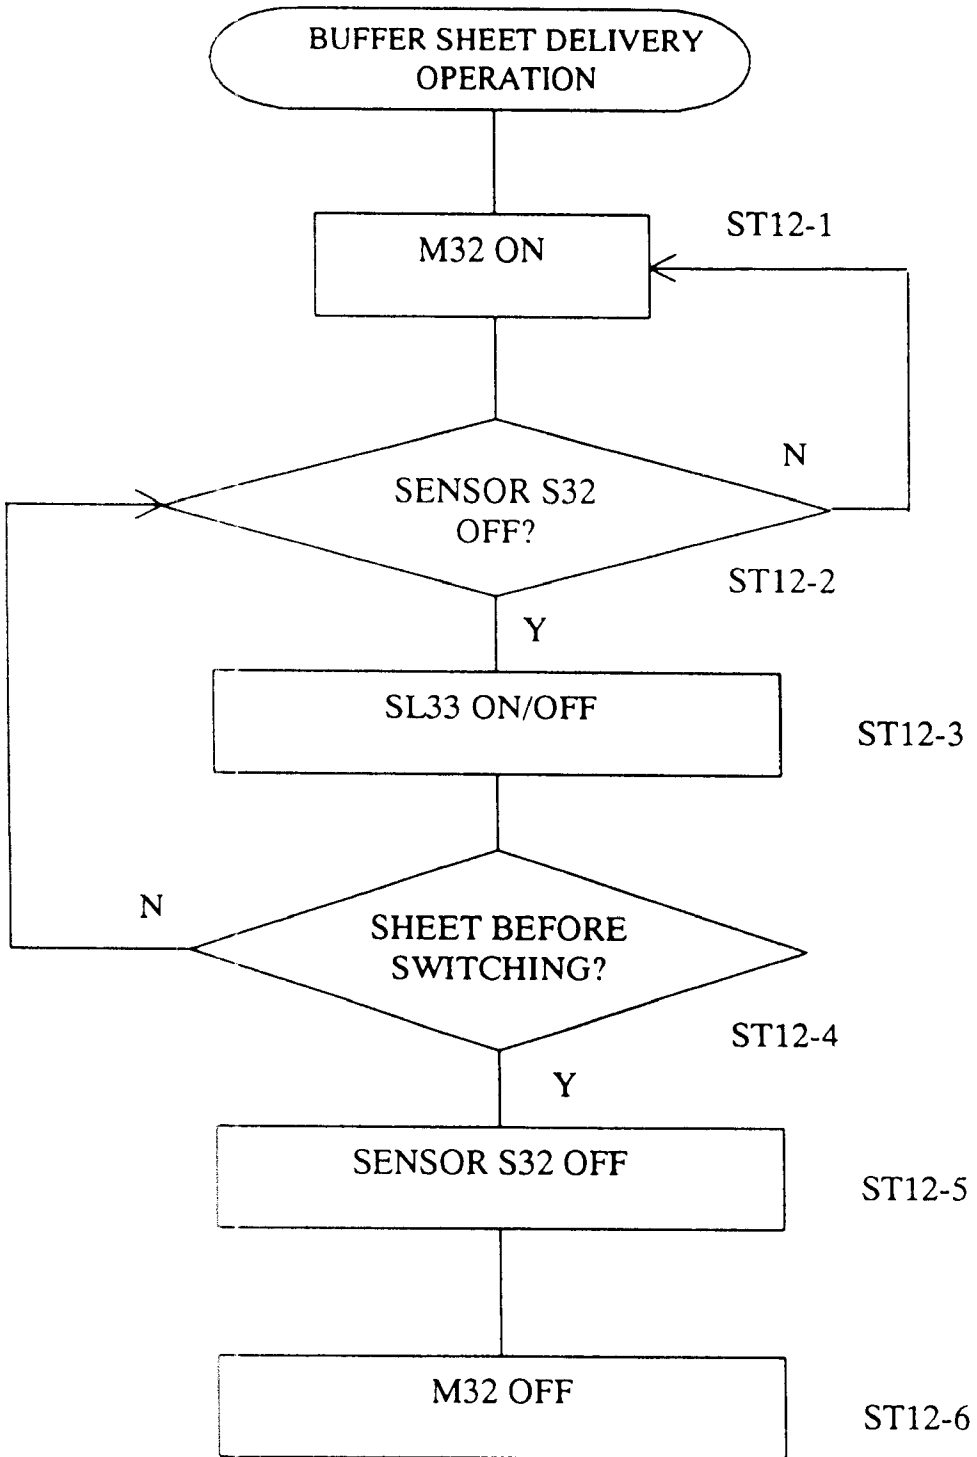 BUFFER SHEET DELIVERY
OPERATION
ST12-1
M32 ON
N
SENSOR S32
OFF?
ST12-2
Y
SL33 ON/OFF
ST12-3
N
SHEET BEFORE
SWITCHING?
ST12-4
Y
SENSOR S32 OFF
ST12-5
M32 OFF
ST12-6